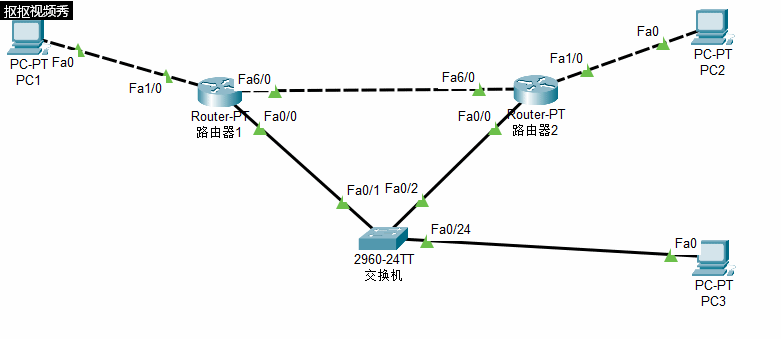 抠抠视频秀
PC-PT
PC1
Fa0
Fa1/0
Fa6/0
Router-PT
路由器1
Fa0/0
Fa6/0
Fa1/0
Fa0
PC-PT
PC2
Router-PT
路由器2
Fa0/0
Fa0/1
Fa0/2
Fa0/24
2960-24TT
交换机
Fa0
PC-PT
PC3